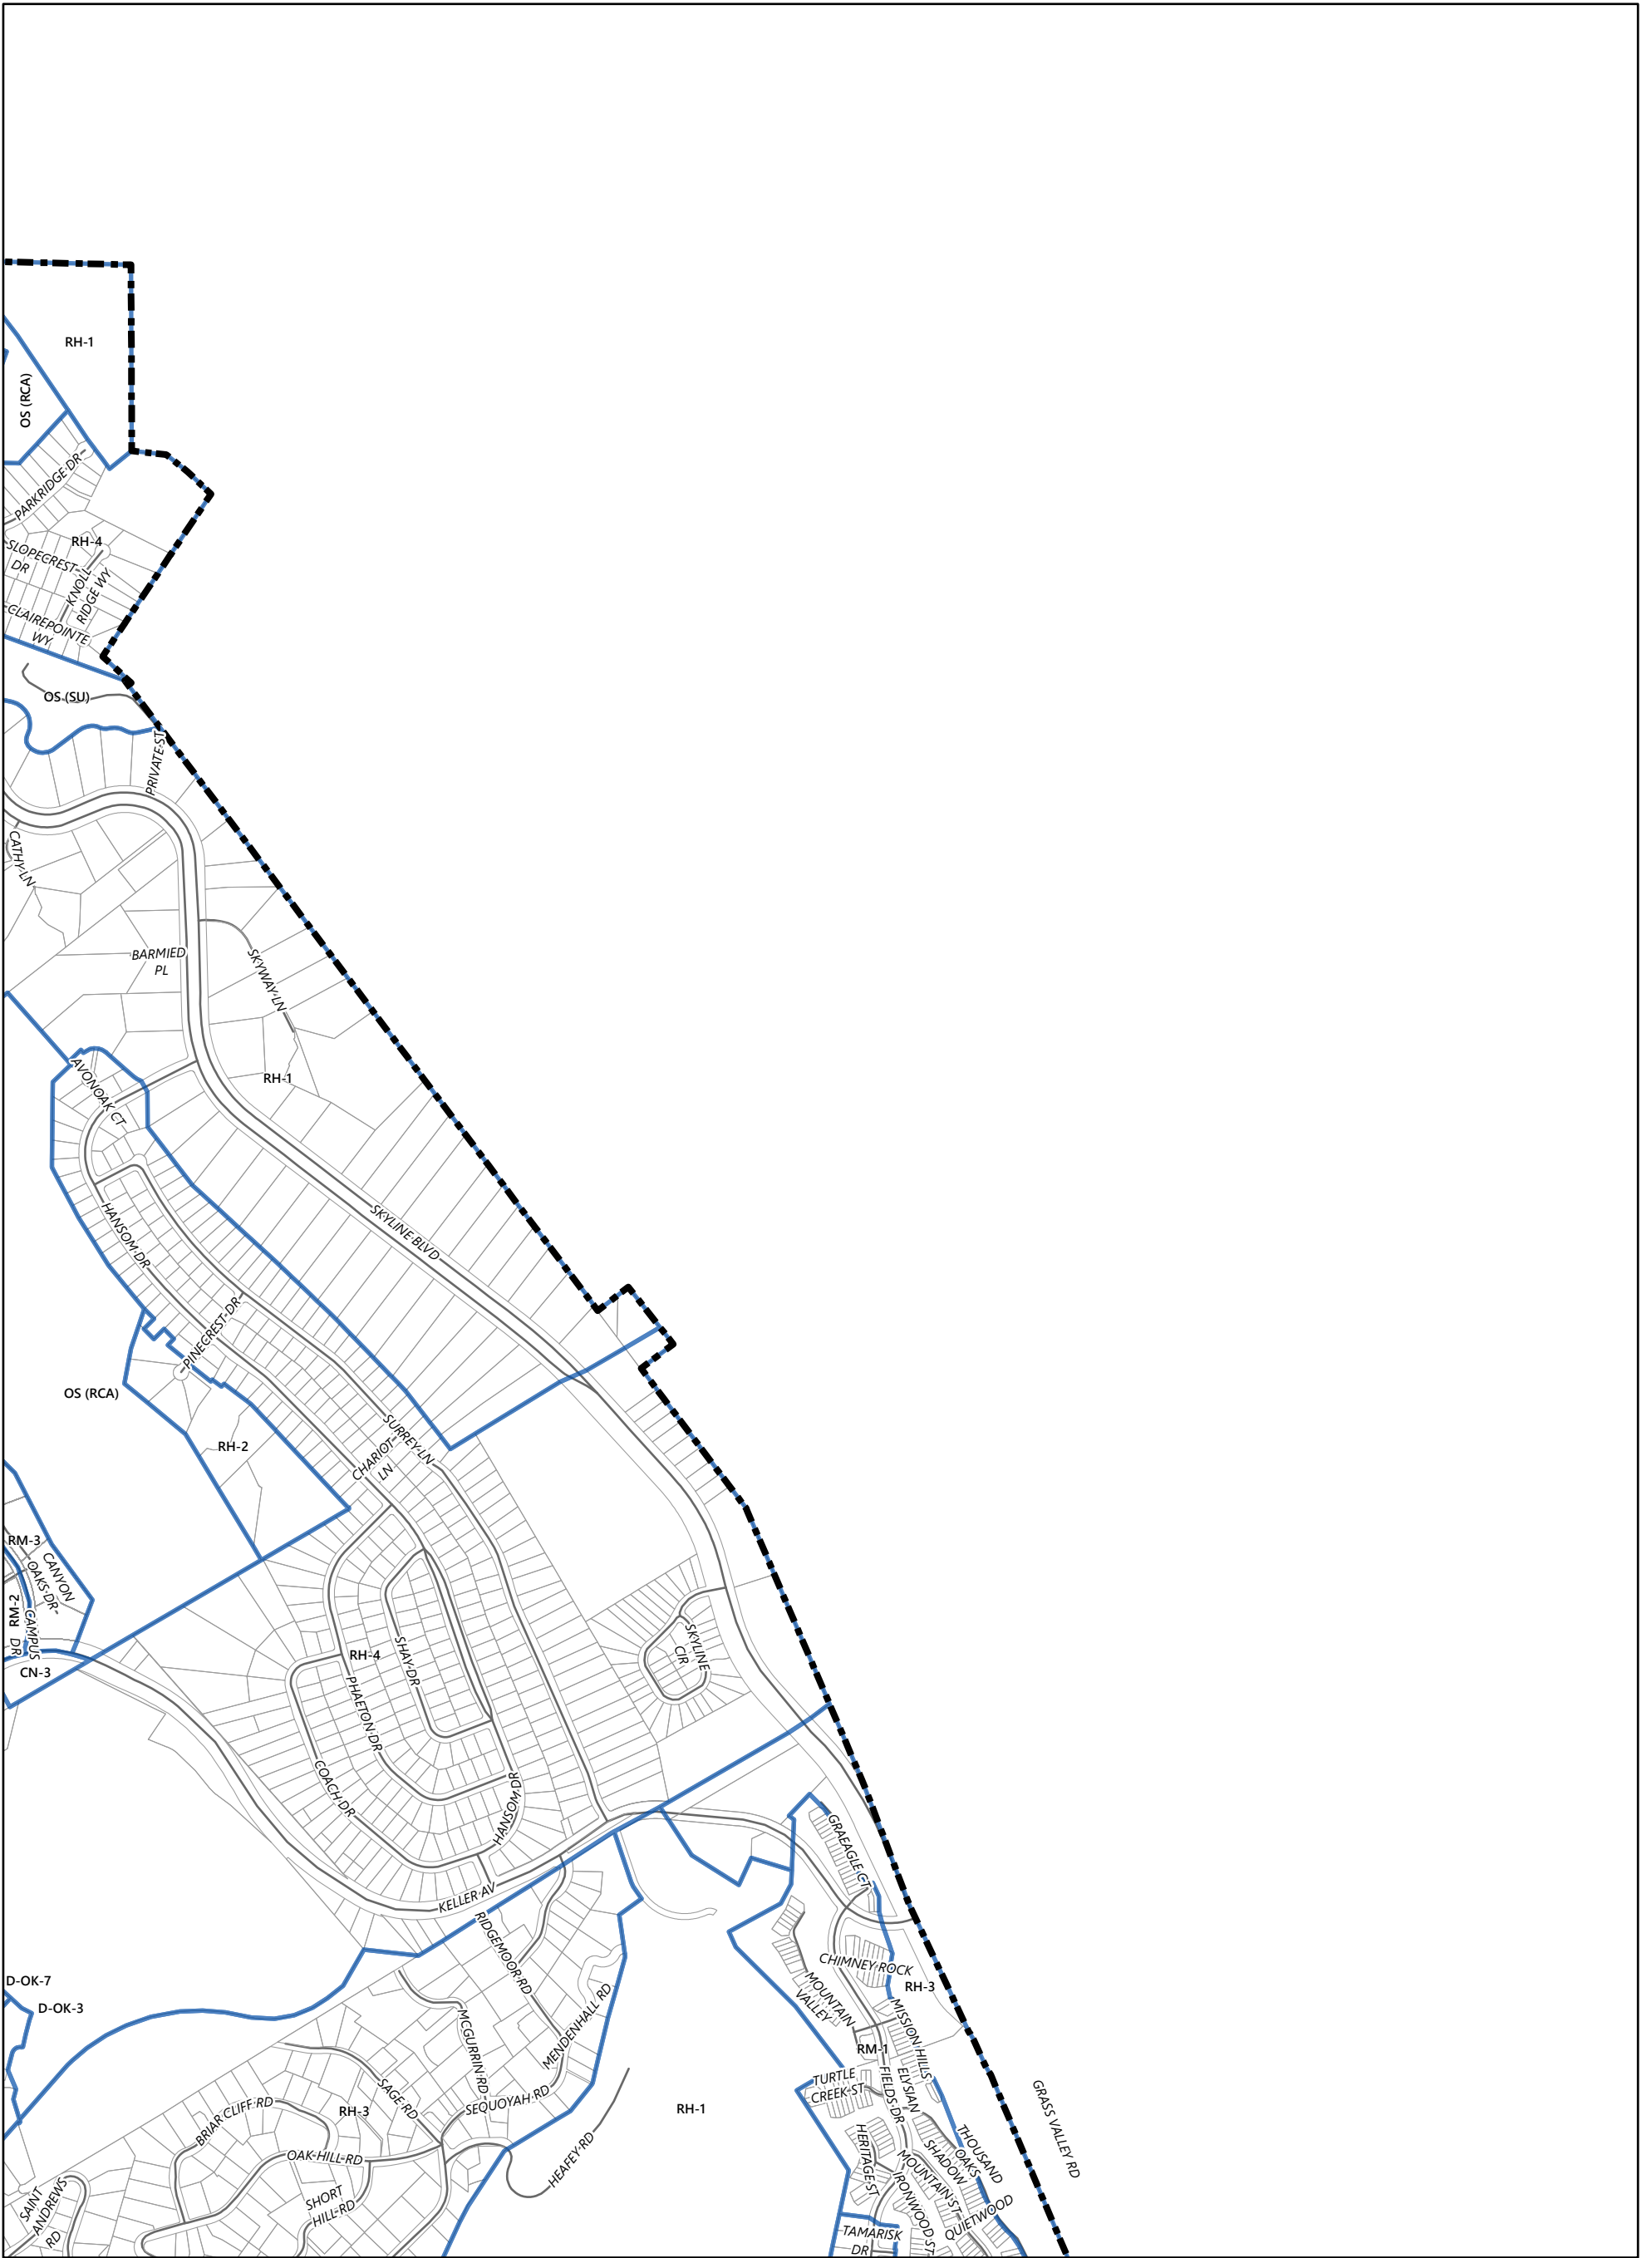 RH-1
OS (RCA)
PARKRIDGE DR
RH-4
SLOPECREST
DR
KNOLL
RIDGE WY
CLAIREPOINTE
WY
OS (SU)
PRIVATE ST
CATHY LN
BARMIED
PL
SKYWAY LN
RH-1
AVONOAK CT
HANSOM DR
SKYLINE BLVD
PINECREST DR
OS (RCA)
RH-2
SURREY LN
CHARIOT
LN
RM-3
CANYON
OAKS DR
RM-2
CAMPUS
DR
CN-3
SHAY DR
RH-4
PHAETON DR
SKYLINE
CIR
COACH DR
HANSOM DR
KELLER AV
GRAEAGLE CT
RIDGEMOOR RD
CHIMNEY ROCK
RH-3
MOUNTAIN
VALLEY
D-OK-7
D-OK-3
MCGURRIN RD
MENDENHALL RD
MISSION HILLS
RM-1
SAGE RD
SEQUOYAH RD
TURTLE
CREEK ST
ELYSIAN
FIELDS DR
GRASS VALLEY RD
BRIAR CLIFF RD
RH-3
RH-1
OAK HILL RD
HEAFEY RD
HERITAGE ST
THOUSAND
OAKS
SHADOW
MOUNTAIN ST
SAINT
ANDREWS
RD
SHORT
HILL RD
IRONWOOD ST
QUIETWOOD
TAMARISK
DR